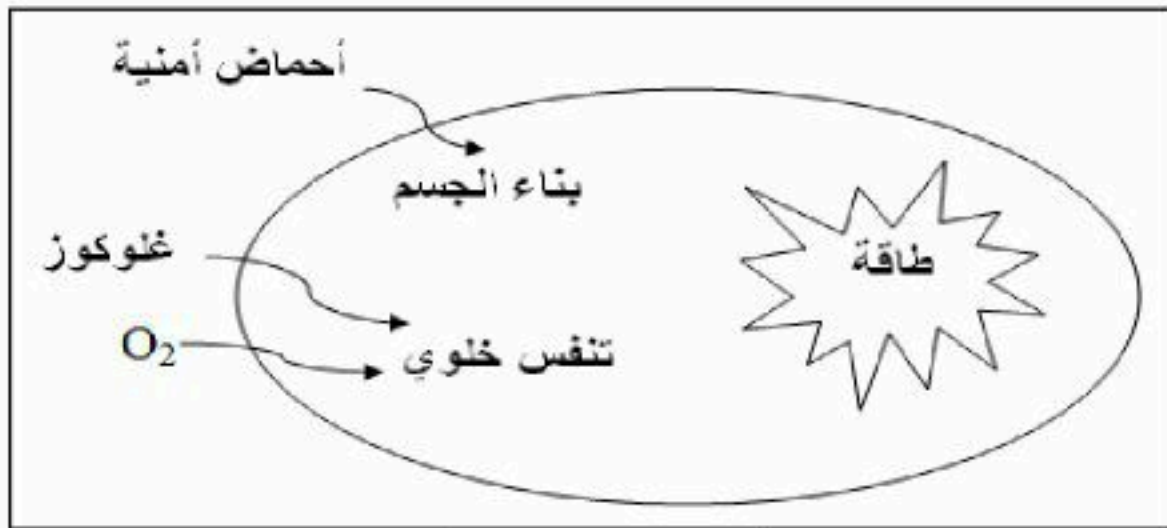 أحماض أمنية
بناء الجسم
طاقة
غلوكوز
O₂
تنفس خلوي